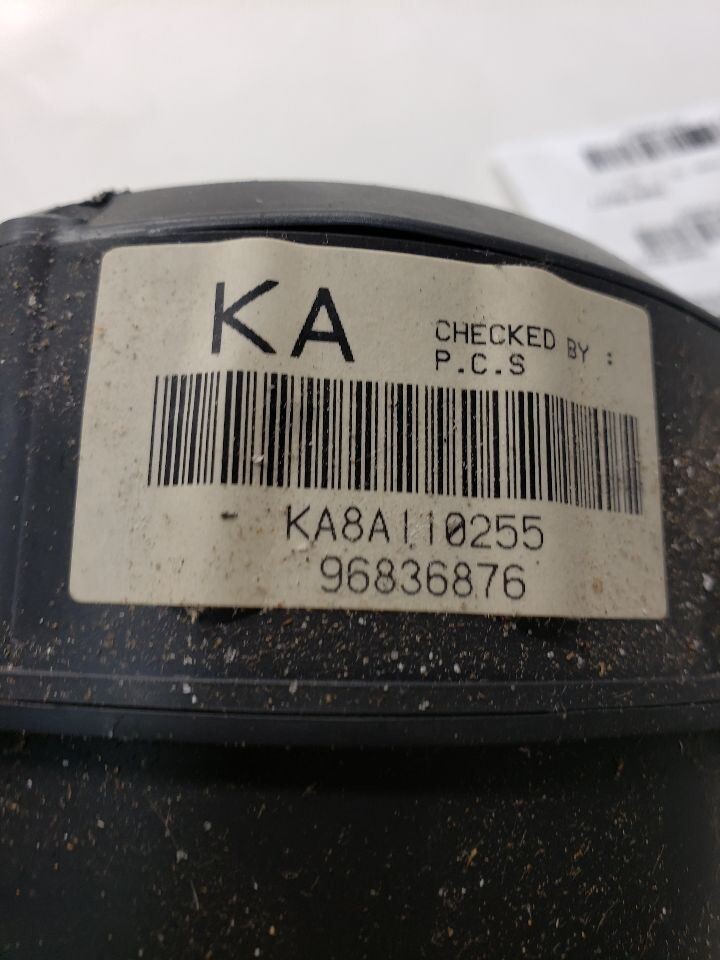 KA
CHECKED BY :
P.C.S
KA8A110255
96836876